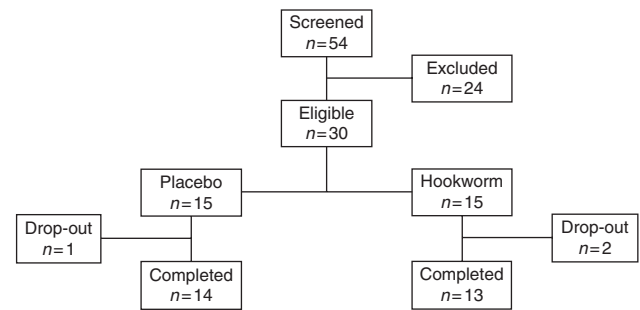 Screened
n=54
Excluded
n=24
Eligible
n=30
Placebo
n=15
Hookworm
n=15
Drop-out
n=1
Drop-out
n=2
Completed
n=14
Completed
n=13